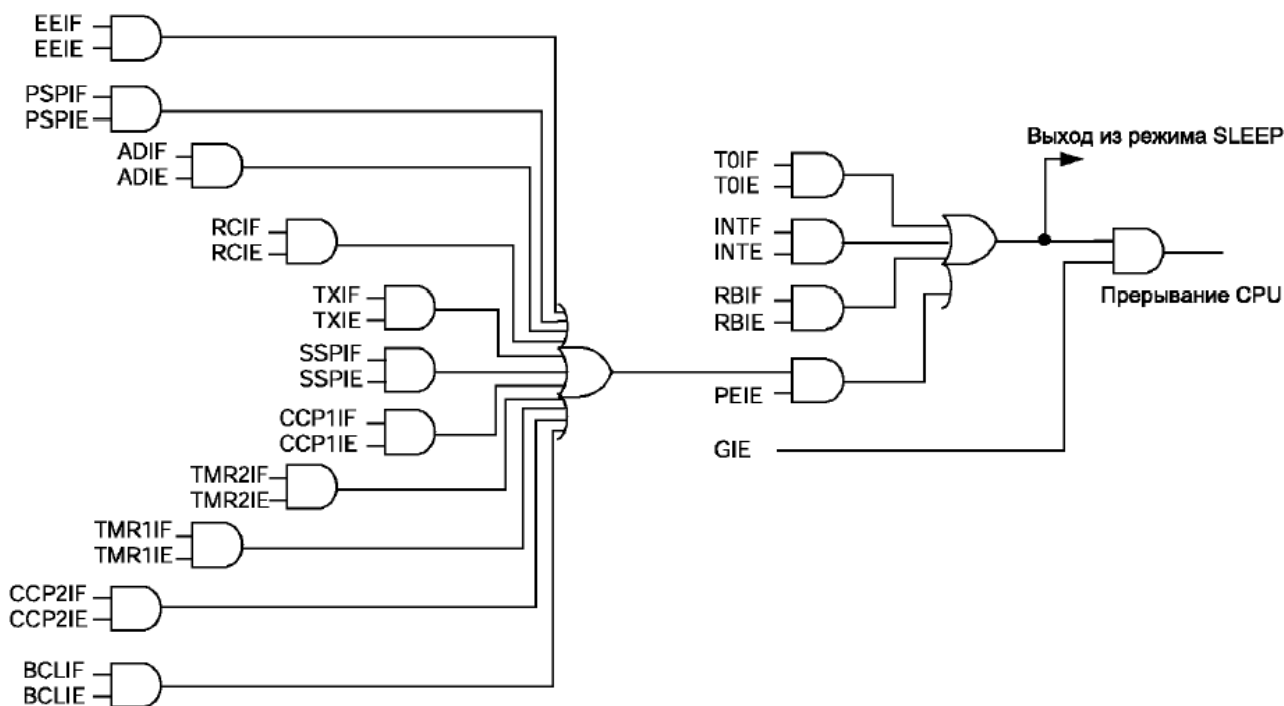 EEIF
EEIE
PSPIF
PSPIE
ADIF
ADIE
RCIF
RCIE
TXIF
TXIE
SSPIF
SSPIE
CCP1IF
CCP1IE
TMR2IF
TMR2IE
TMR1IF
TMR1IE
CCP2IF
CCP2IE
BCLIF
BCLIE
T0IF
T0IE
INTF
INTE
RBIF
RBIE
PEIE
GIE
Выход из режима SLEEP
Прерывание CPU